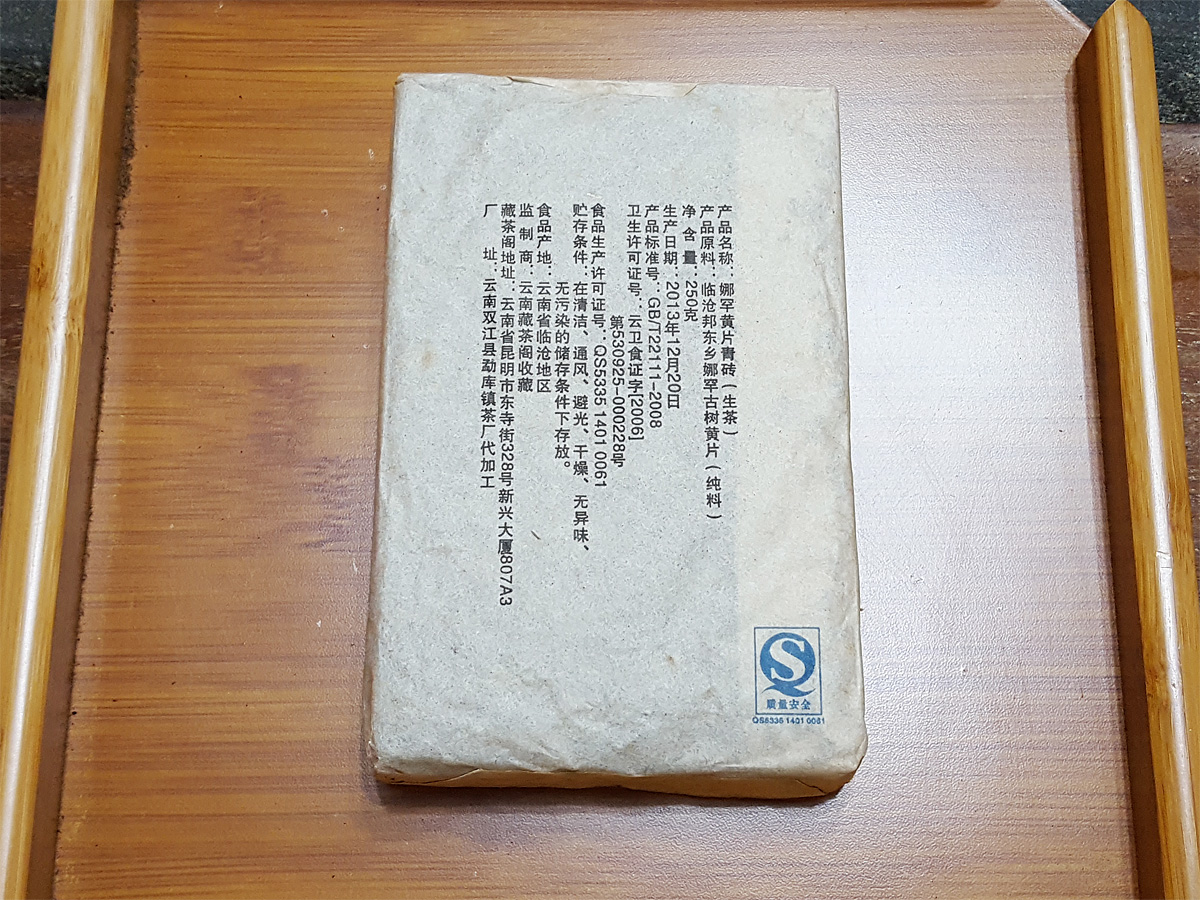 产品名称：娜罕黄片青砖（生茶）
产品原料：临沧邦东乡娜罕古树黄片（纯料）
净含量：250克
生产日期：2013年12月20日
产品标准号：GB/T22111-2008
卫生许可证号：云卫食证字[2006]
第530925-000228号
食品生产许可证号：QS5335 1401 0061
贮存条件：在清洁、通风、避光、干燥、无异味、
无污染的储存条件下存放。
食品产地：云南省临沧地区
监制商：云南藏茶阁收藏
藏茶阁地址：云南省昆明市东寺街328号新兴大厦807A3
厂址：云南双江县勐库镇茶厂代加工
QS
质量安全
QS5335 1401 0061